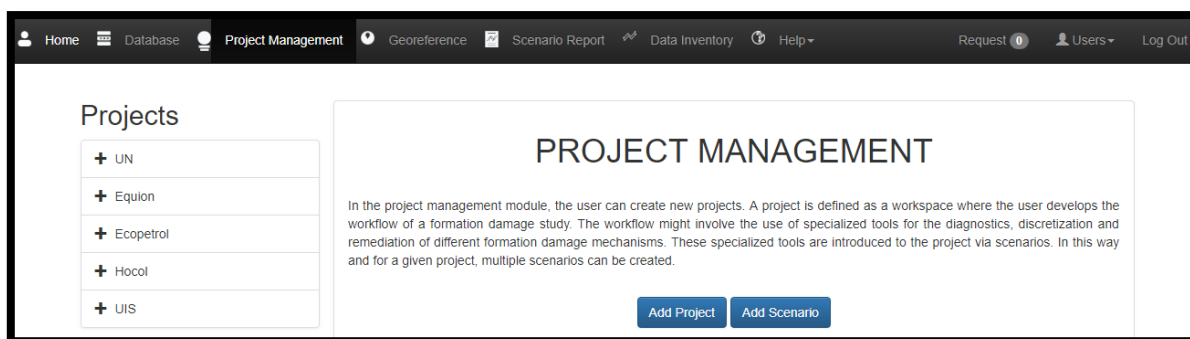 Home Database Project Management Georeference Scenario Report Data Inventory Help Request 0 Users Log Out
Projects
UN
Equion
Ecopetrol
Hocol
UIS
PROJECT MANAGEMENT
In the project management module, the user can create new projects. A project is defined as a workspace where the user develops the
workflow of a formation damage study. The workflow might involve the use of specialized tools for the diagnostics, discretization and
remediation of different formation damage mechanisms. These specialized tools are introduced to the project via scenarios. In this way
and for a given project, multiple scenarios can be created.
Add Project Add Scenario